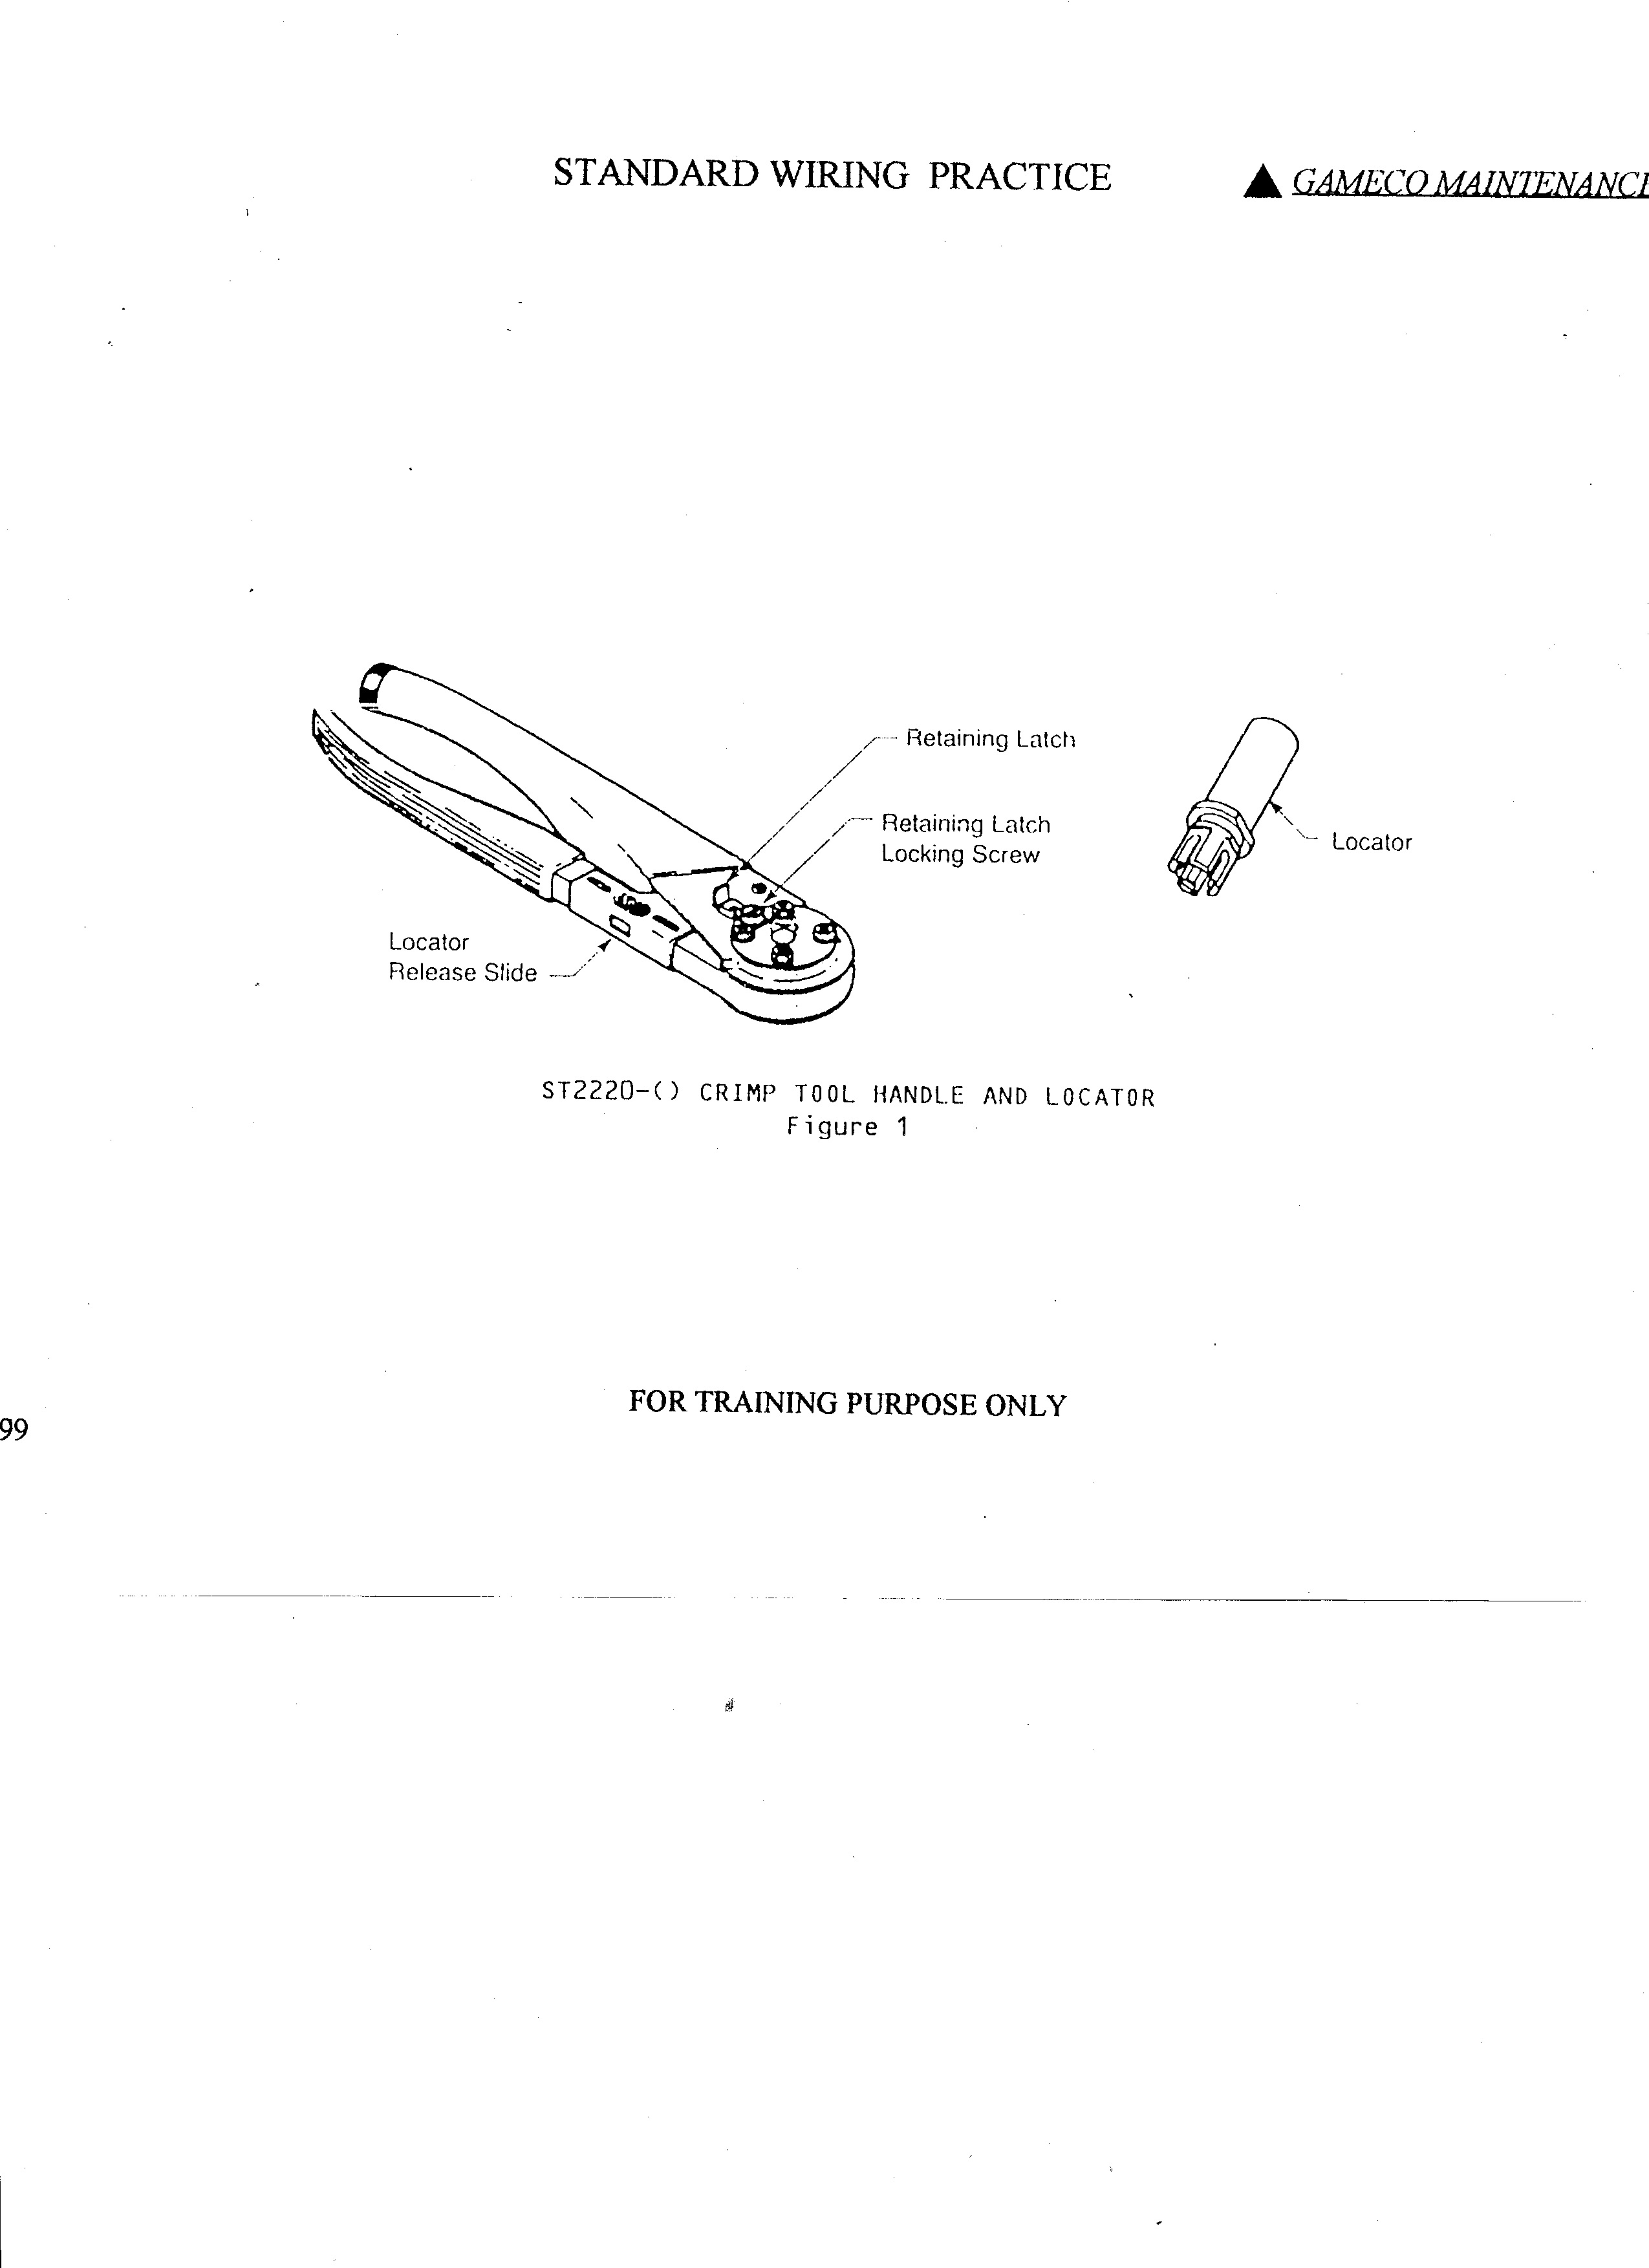 STANDARD WIRING PRACTICE
GAMECO MAINTENANCE
Retaining Latch
Retaining Latch
Locking Screw
Locator
Locator
Release Slide
ST2220-() CRIMP TOOL HANDLE AND LOCATOR
Figure 1
FOR TRAINING PURPOSE ONLY
99